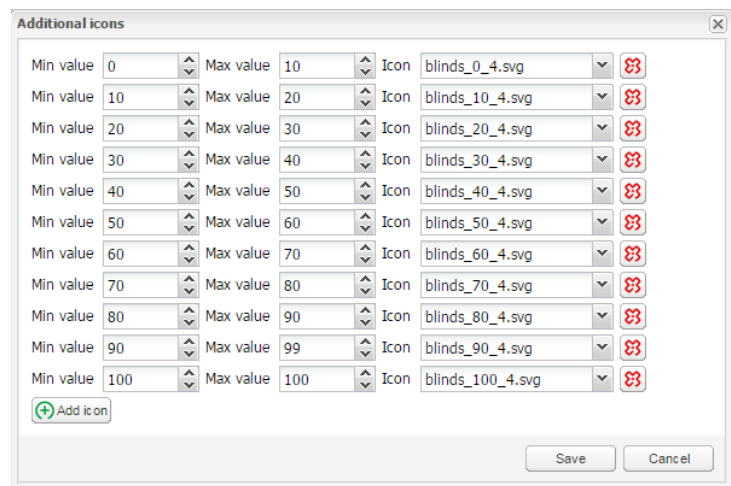 Additional icons
Min value 0 Max value 10 Icon blinds_0_4.svg
Min value 10 Max value 20 Icon blinds_10_4.svg
Min value 20 Max value 30 Icon blinds_20_4.svg
Min value 30 Max value 40 Icon blinds_30_4.svg
Min value 40 Max value 50 Icon blinds_40_4.svg
Min value 50 Max value 60 Icon blinds_50_4.svg
Min value 60 Max value 70 Icon blinds_60_4.svg
Min value 70 Max value 80 Icon blinds_70_4.svg
Min value 80 Max value 90 Icon blinds_80_4.svg
Min value 90 Max value 99 Icon blinds_90_4.svg
Min value 100 Max value 100 Icon blinds_100_4.svg
Add icon
Save Cancel